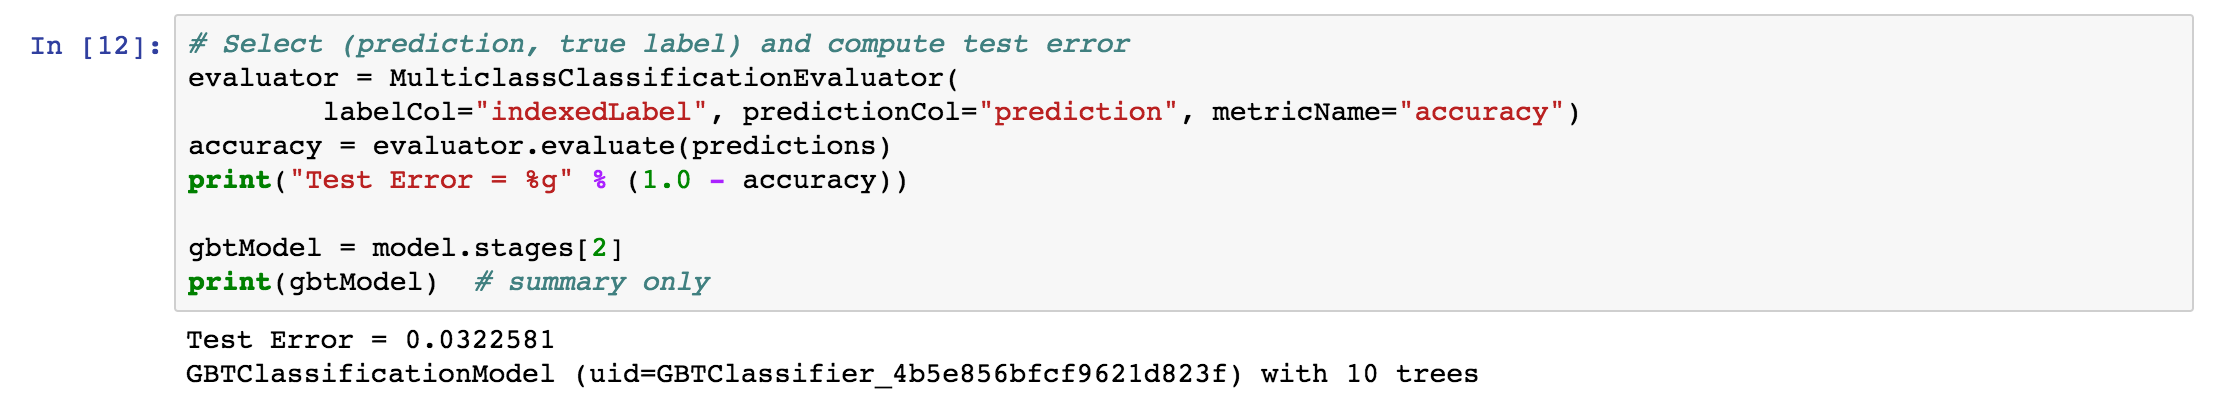 In [12]: # Select (prediction, true label) and compute test error
evaluator = MulticlassClassificationEvaluator(
        labelCol="indexedLabel", predictionCol="prediction", metricName="accuracy")
accuracy = evaluator.evaluate(predictions)
print("Test Error = %g" % (1.0 - accuracy))

gbtModel = model.stages[2]
print(gbtModel)  # summary only
Test Error = 0.0322581
GBTClassificationModel (uid=GBTClassifier_4b5e856bfcf9621d823f) with 10 trees